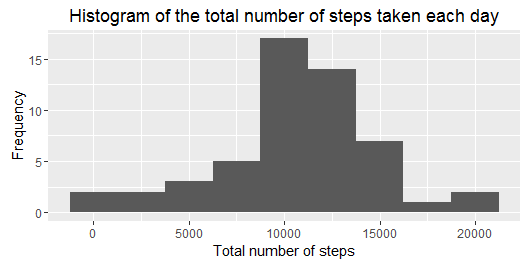 Histogram of the total number of steps taken each day
Frequency
15
10
5
0
0 5000 10000 15000 20000
Total number of steps